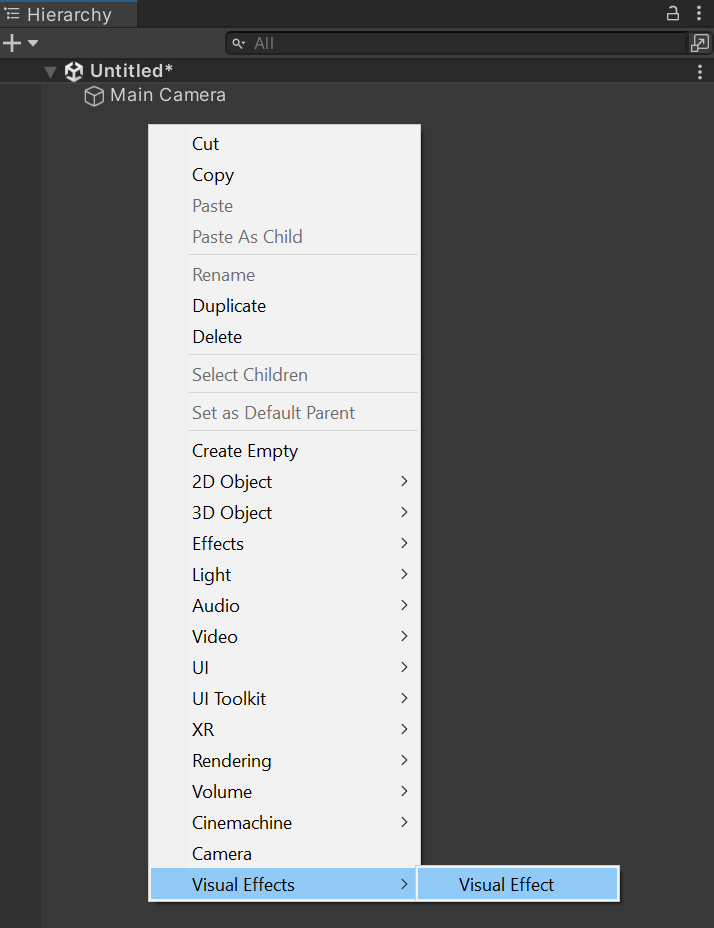 Hierarchy
All
Untitled*
Main Camera
Cut
Copy
Paste
Paste As Child
Rename
Duplicate
Delete
Select Children
Set as Default Parent
Create Empty
2D Object
3D Object
Effects
Light
Audio
Video
UI
UI Toolkit
XR
Rendering
Volume
Cinemachine
Camera
Visual Effects
Visual Effect